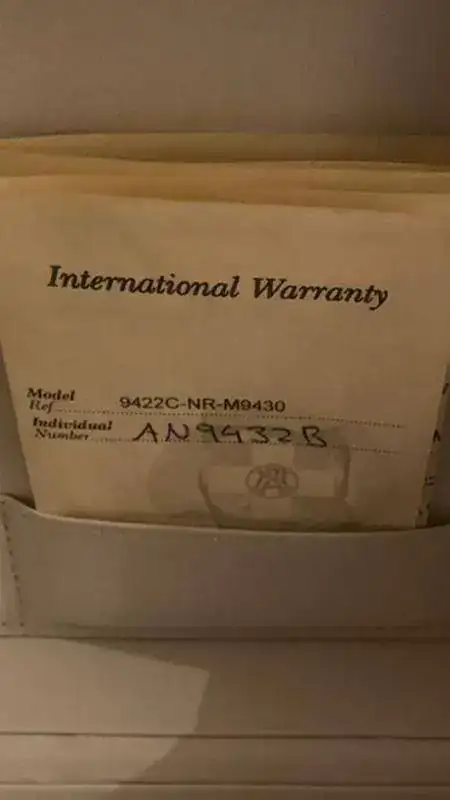 International Warranty
Model
Ref. 9422C-NR-M9430
Individual
Number AN9432B